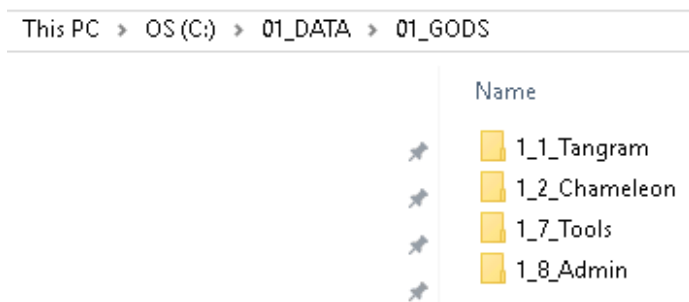 This PC > OS (C:) > 01_DATA > 01_GODS
Name
1_1_Tangram
1_2_Chameleon
1_7_Tools
1_8_Admin